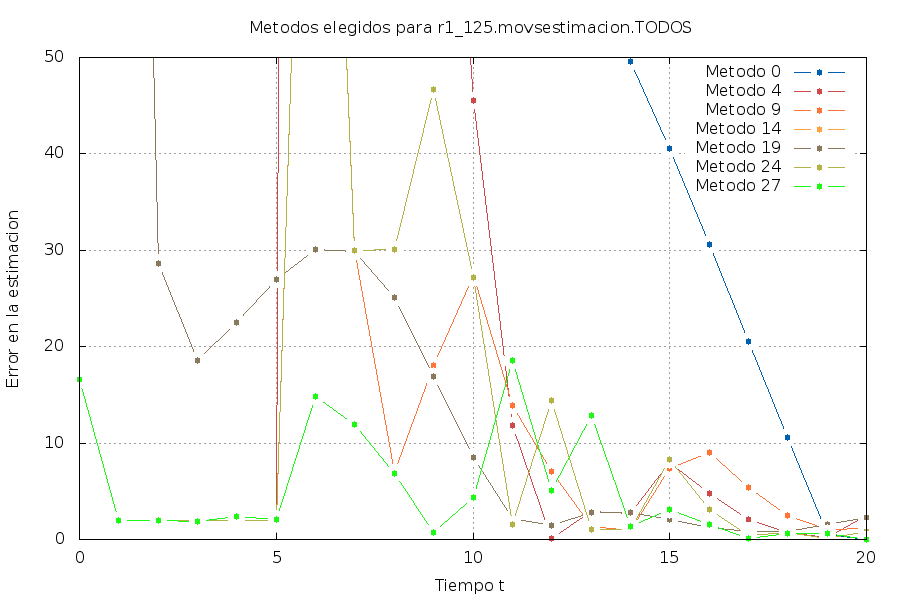 Metodos elegidos para r1_125.movsestimacion.TODOS
Error en la estimacion
50
40
30
20
10
0
0 5 10 15 20
Tiempo t
Metodo 0
Metodo 4
Metodo 9
Metodo 14
Metodo 19
Metodo 24
Metodo 27